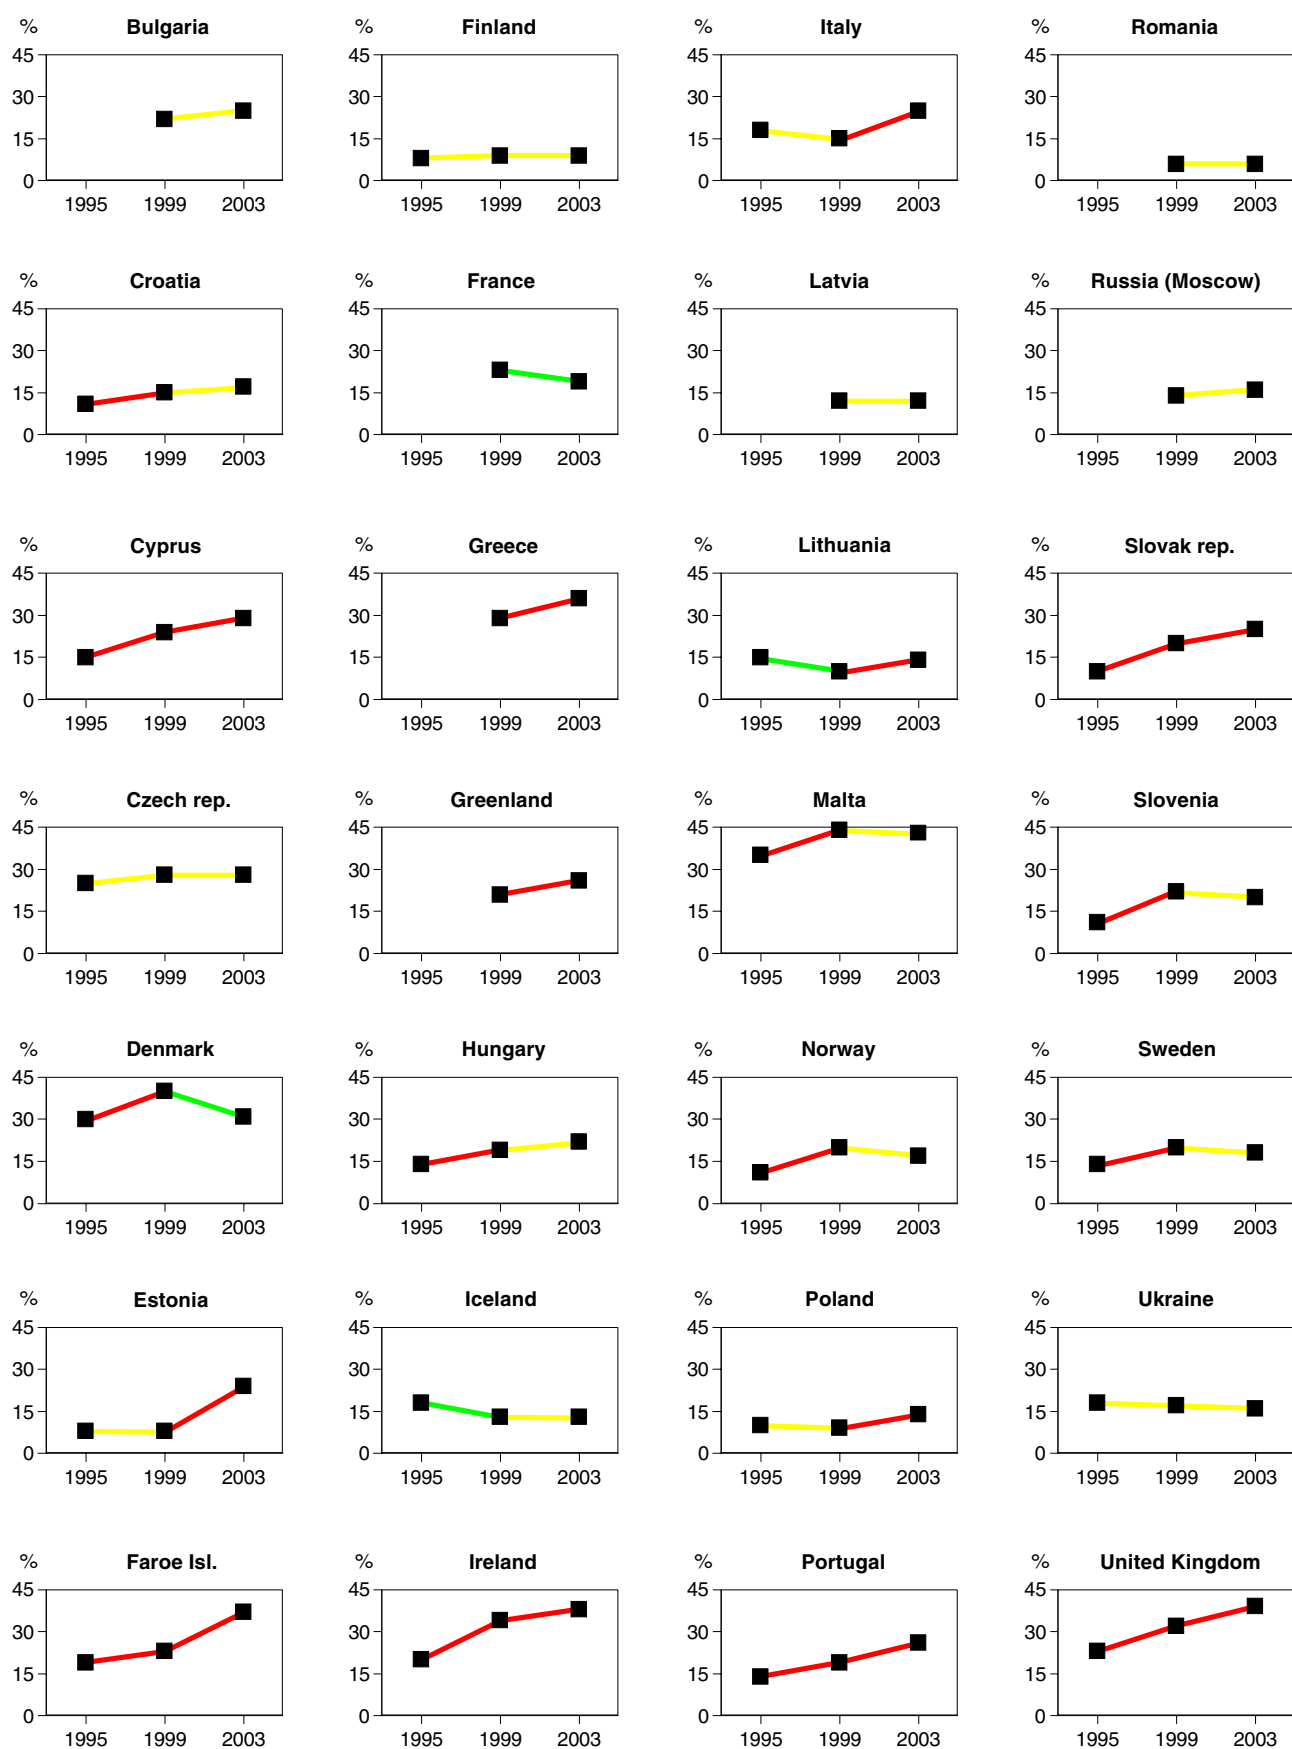 % Bulgaria % Finland % Italy % Romania
45 45 45 45
30 30 30 30
15 15 15 15
0 0 0 0
1995 1999 2003 1995 1999 2003 1995 1999 2003 1995 1999 2003
% Croatia % France % Latvia % Russia (Moscow)
45 45 45 45
30 30 30 30
15 15 15 15
0 0 0 0
1995 1999 2003 1995 1999 2003 1995 1999 2003 1995 1999 2003
% Cyprus % Greece % Lithuania % Slovak rep.
45 45 45 45
30 30 30 30
15 15 15 15
0 0 0 0
1995 1999 2003 1995 1999 2003 1995 1999 2003 1995 1999 2003
% Czech rep. % Greenland % Malta % Slovenia
45 45 45 45
30 30 30 30
15 15 15 15
0 0 0 0
1995 1999 2003 1995 1999 2003 1995 1999 2003 1995 1999 2003
% Denmark % Hungary % Norway % Sweden
45 45 45 45
30 30 30 30
15 15 15 15
0 0 0 0
1995 1999 2003 1995 1999 2003 1995 1999 2003 1995 1999 2003
% Estonia % Iceland % Poland % Ukraine
45 45 45 45
30 30 30 30
15 15 15 15
0 0 0 0
1995 1999 2003 1995 1999 2003 1995 1999 2003 1995 1999 2003
% Faroe Isl. % Ireland % Portugal % United Kingdom
45 45 45 45
30 30 30 30
15 15 15 15
0 0 0 0
1995 1999 2003 1995 1999 2003 1995 1999 2003 1995 1999 2003